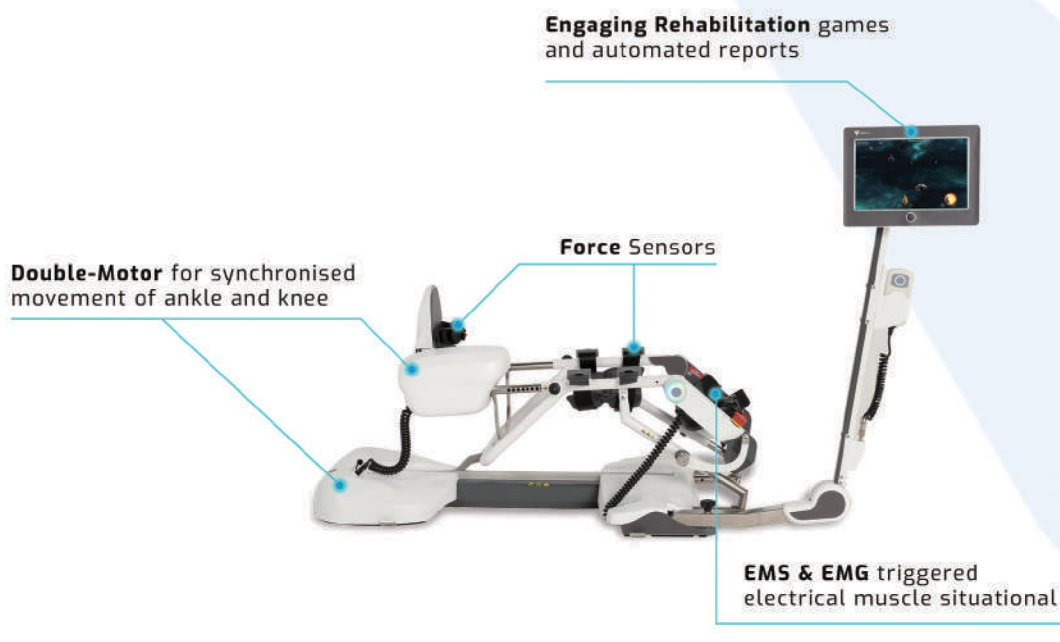 Engaging Rehabilitation games
and automated reports
Force Sensors
Double-Motor for synchronised
movement of ankle and knee
EMS & EMG triggered
electrical muscle situational